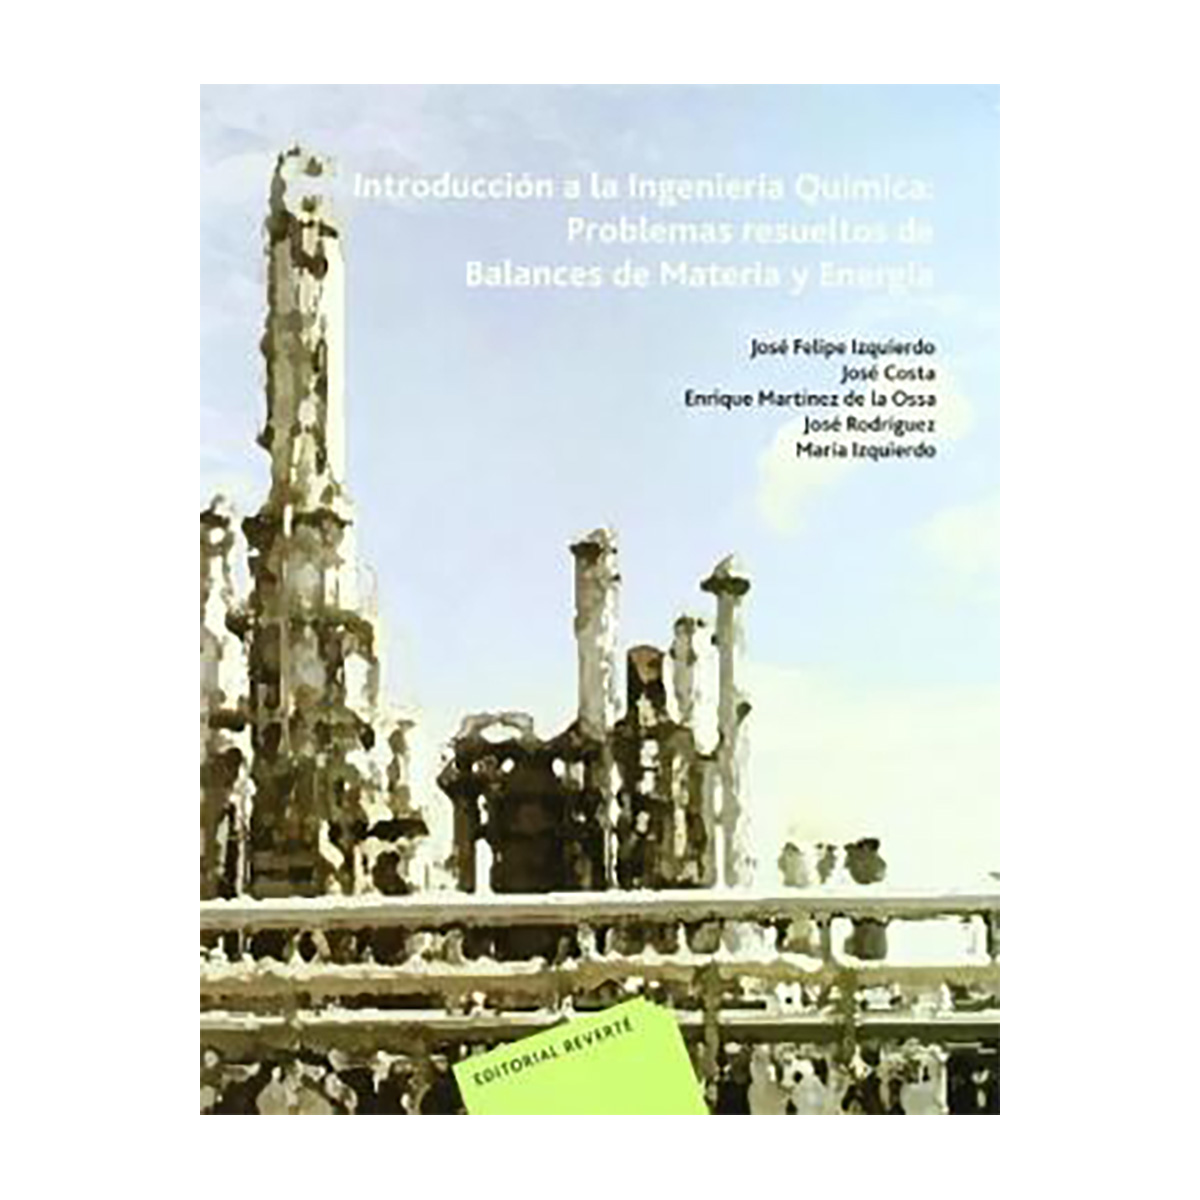 Introducción a la Ingeniería Química:
Problemas resueltos de
Balances de Materia y Energía
José Felipe Izquierdo
José Costa
Enrique Martínez de la Ossa
José Rodríguez
María Izquierdo
EDITORIAL REVERTÉ